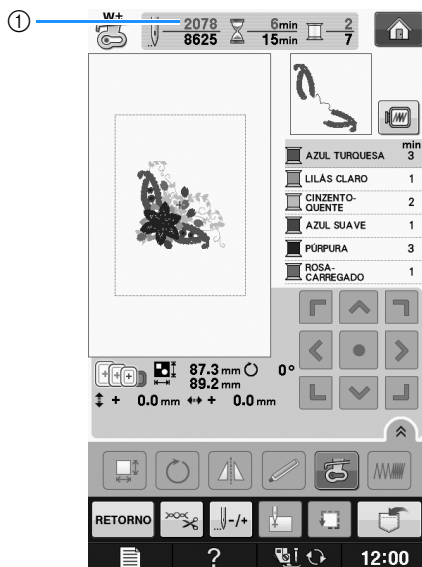 1
W+
2078 6min 2
8625 15min 7
min
AZUL TURQUESA 3
LILÁS CLARO 1
CINZENTO-
QUENTE 2
AZUL SUAVE 1
PÚRPURA 3
ROSA-
CARREGADO 1
87.3 mm 0°
89.2 mm
+ 0.0 mm + 0.0 mm
RETORNO -/+
? 12:00